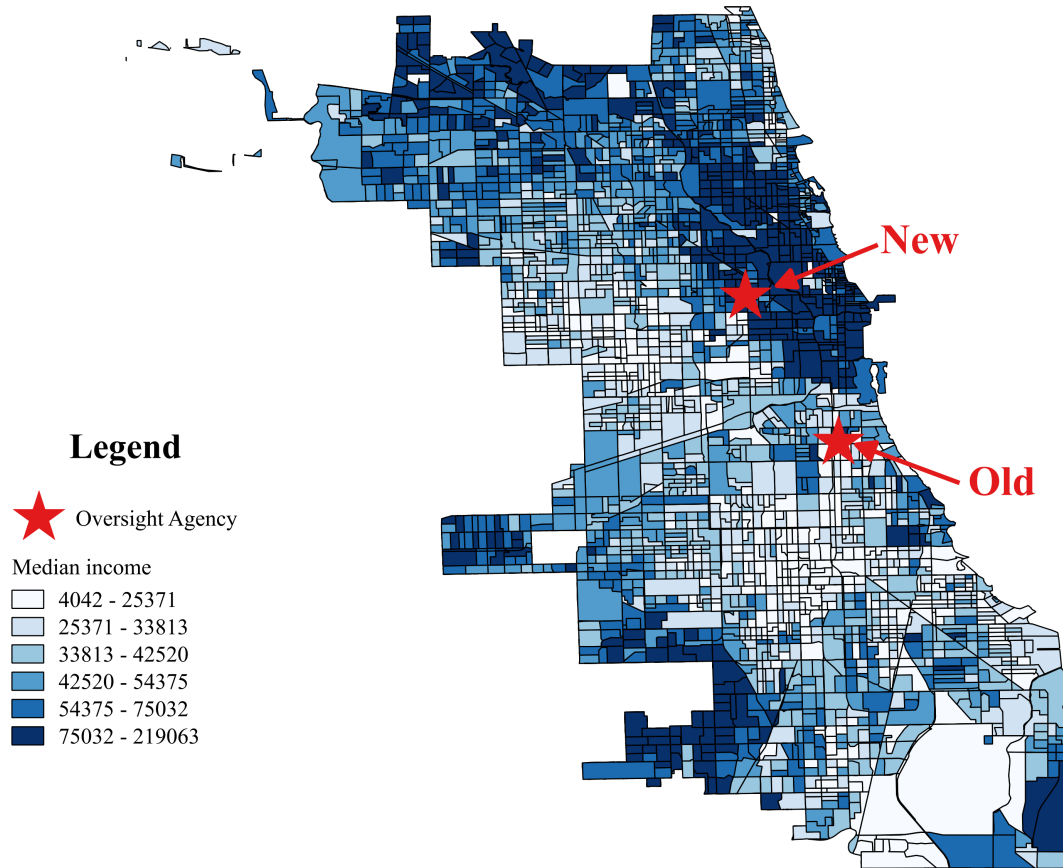 New
Old
Legend
Oversight Agency
Median income
4042 - 25371
25371 - 33813
33813 - 42520
42520 - 54375
54375 - 75032
75032 - 219063